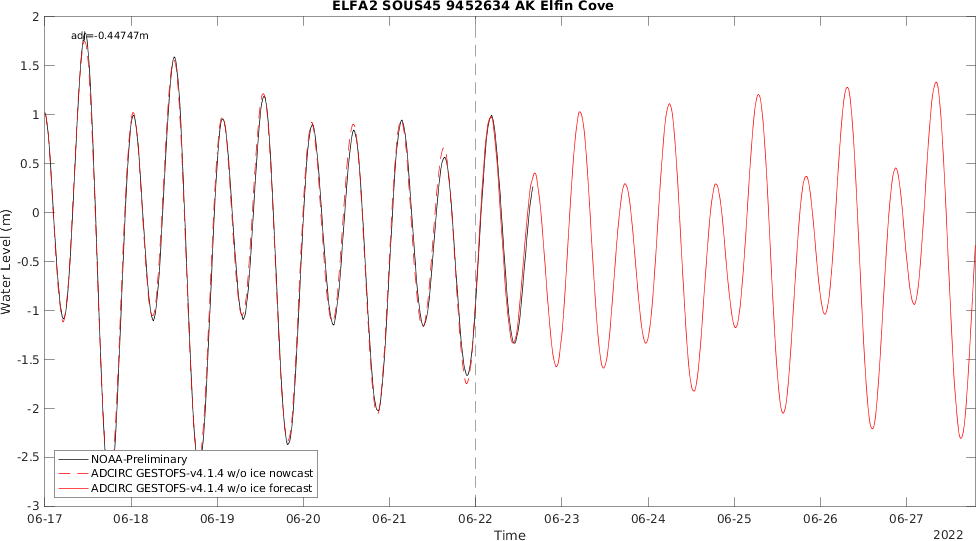 ELFA2 SOUS45 9452634 AK Elfin Cove
adj=-0.44747m
2
1.5
1
0.5
0
-0.5
-1
-1.5
-2
-2.5
-3
Water Level (m)
NOAA-Preliminary
ADCIRC GESTOFS-v4.1.4 w/o ice nowcast
ADCIRC GESTOFS-v4.1.4 w/o ice forecast
06-17 06-18 06-19 06-20 06-21 06-22 06-23 06-24 06-25 06-26 06-27
Time
2022